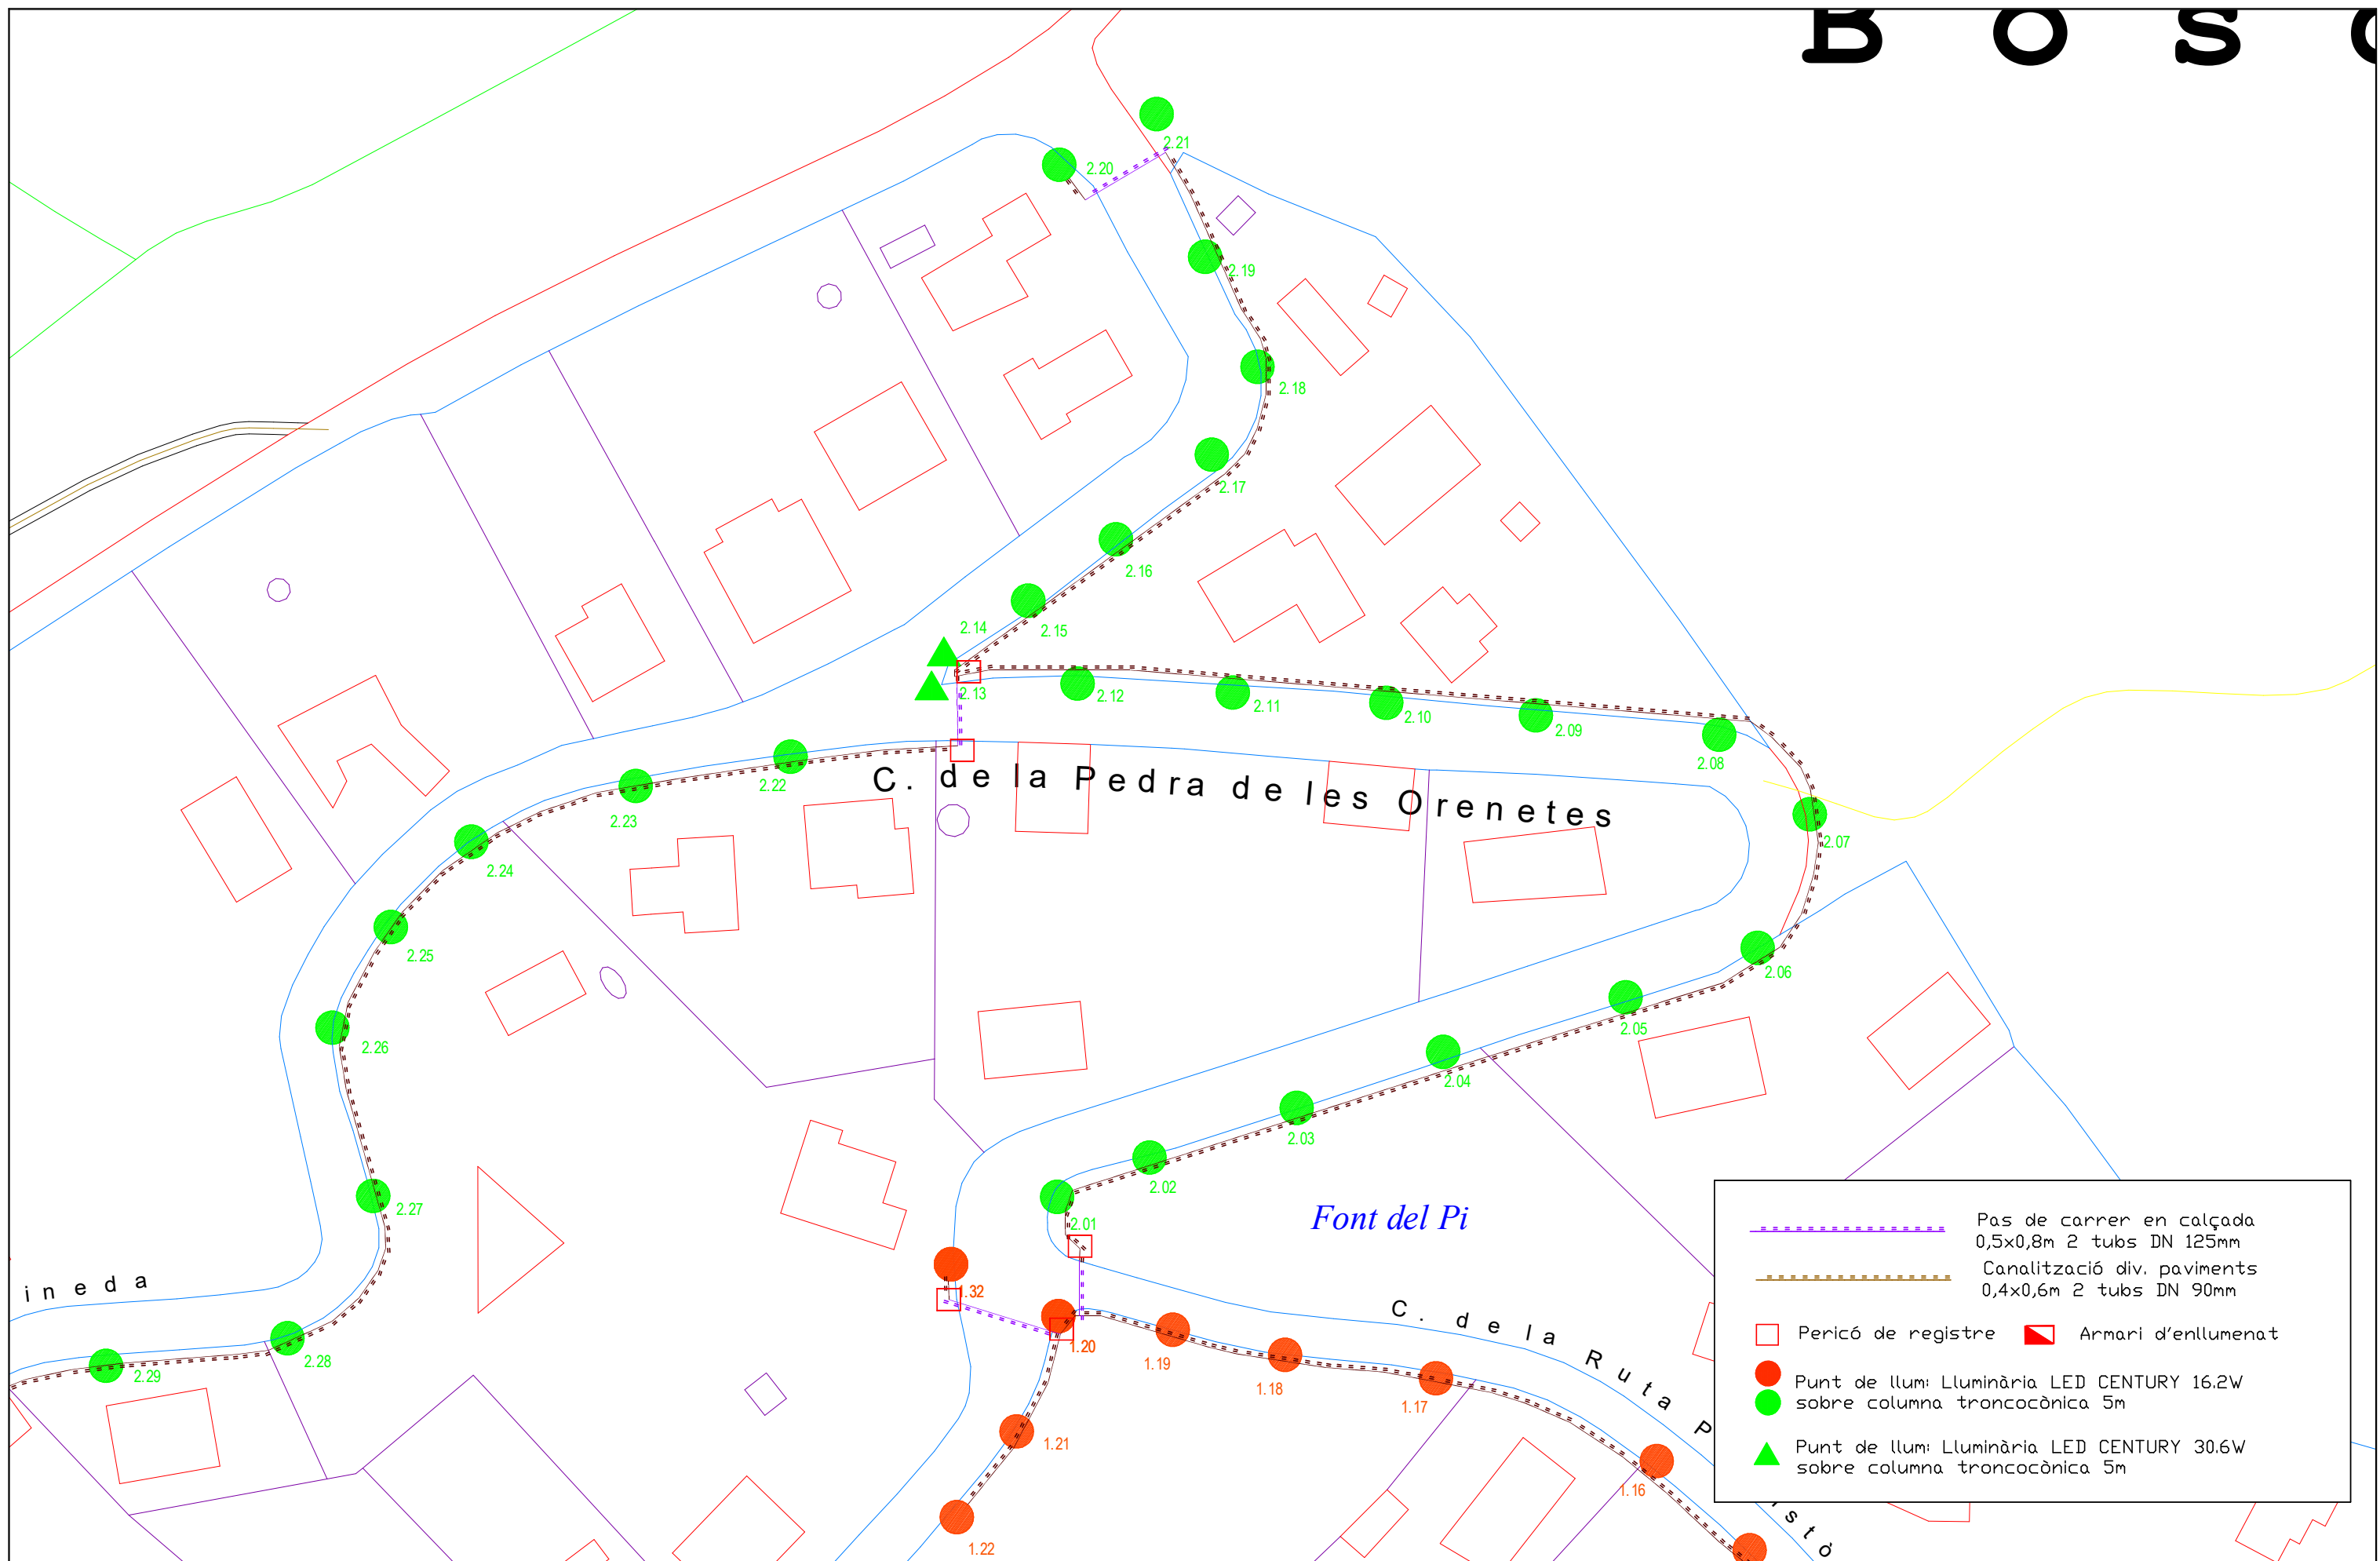 B O S
2.21
2.20
2.19
2.18
2.17
2.16
2.15
2.14
2.13
2.12
2.11
2.10
2.09
2.08
2.07
2.22
2.23
2.24
2.25
2.26
2.27
2.28
2.29
C. de la Pedra de les Orenetes
2.06
2.05
2.04
2.03
2.02
2.01
Font del Pi
ineda
1.32
1.20
1.19
1.18
1.17
1.16
1.21
1.22
C. de la Ruta P
stò
Pas de carrer en calçada
0,5x0,8m 2 tubs DN 125mm
Canalització div. paviments
0,4x0,6m 2 tubs DN 90mm
Pericó de registre
Armari d'enllumenat
Punt de llum: Lluminària LED CENTURY 16.2W
sobre columna troncocònica 5m
Punt de llum: Lluminària LED CENTURY 30.6W
sobre columna troncocònica 5m